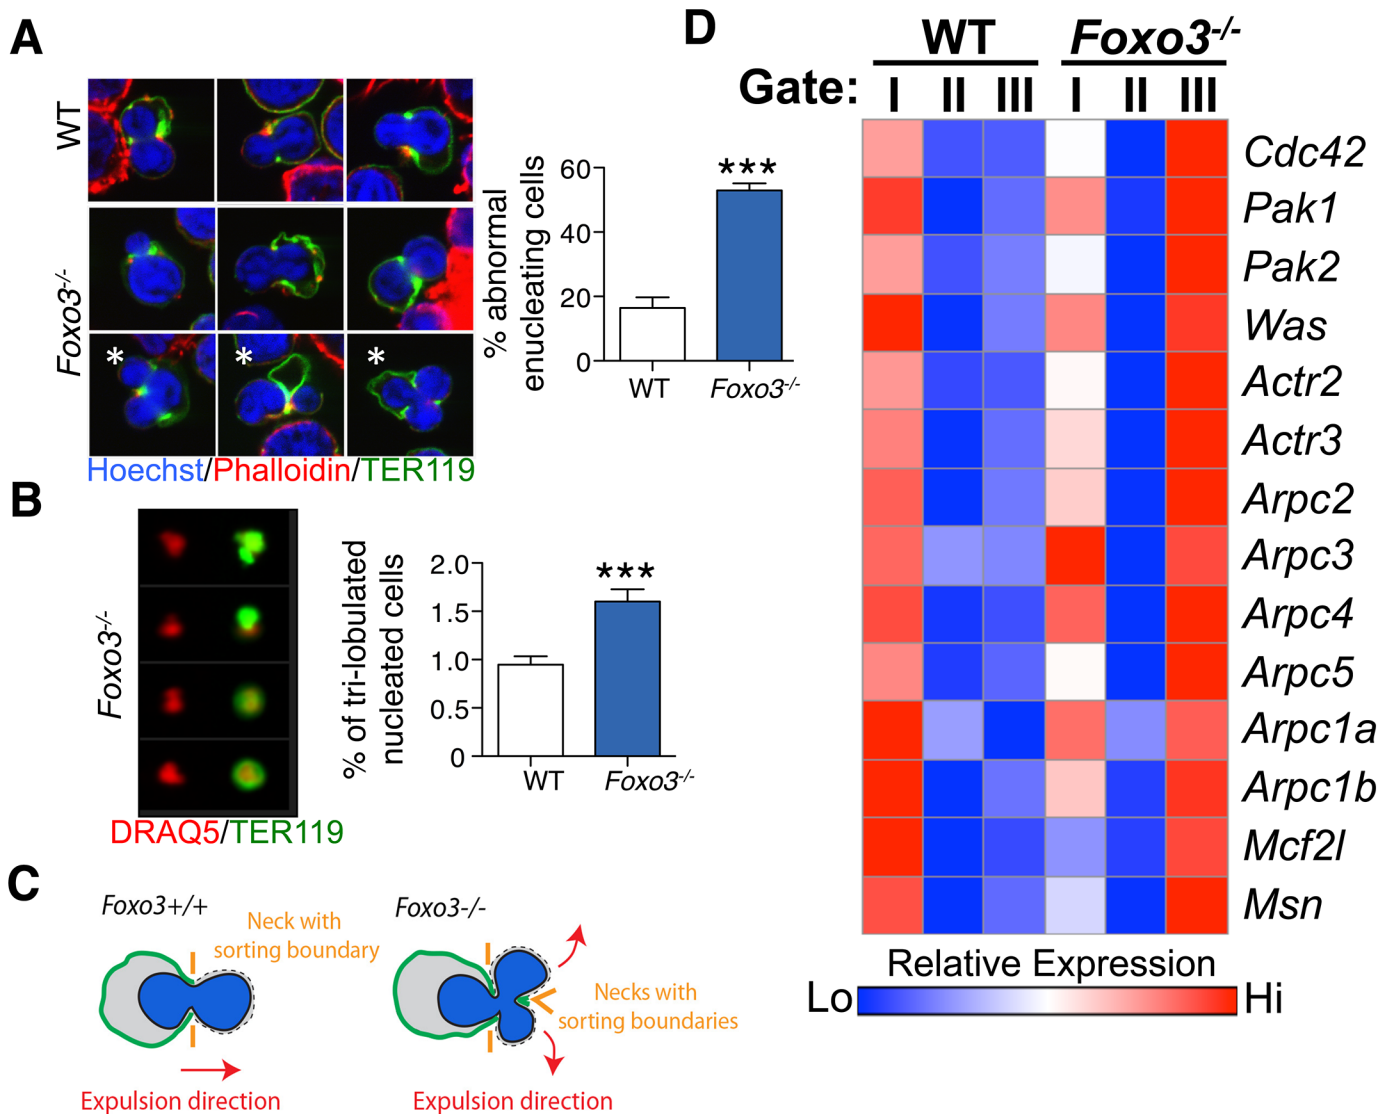 A
WT
Foxo3-/-
*
*
*
Hoechst/Phalloidin/TER119
% abnormal
enucleating cells
60
40
20
0
***
WT
Foxo3-/-
B
Foxo3-/-
DRAQ5/TER119
% of tri-lobulated
nucleated cells
2.0
1.5
1.0
0.5
0
***
WT
Foxo3-/-
C
Foxo3+/+
Neck with
sorting boundary
Expulsion direction
Foxo3-/-
Necks with
sorting boundaries
Expulsion direction
D
WT
Foxo3-/-
Gate: I II III I II III
Cdc42
Pak1
Pak2
Was
Actr2
Actr3
Arpc2
Arpc3
Arpc4
Arpc5
Arpc1a
Arpc1b
Mcf2l
Msn
Relative Expression
Lo
Hi